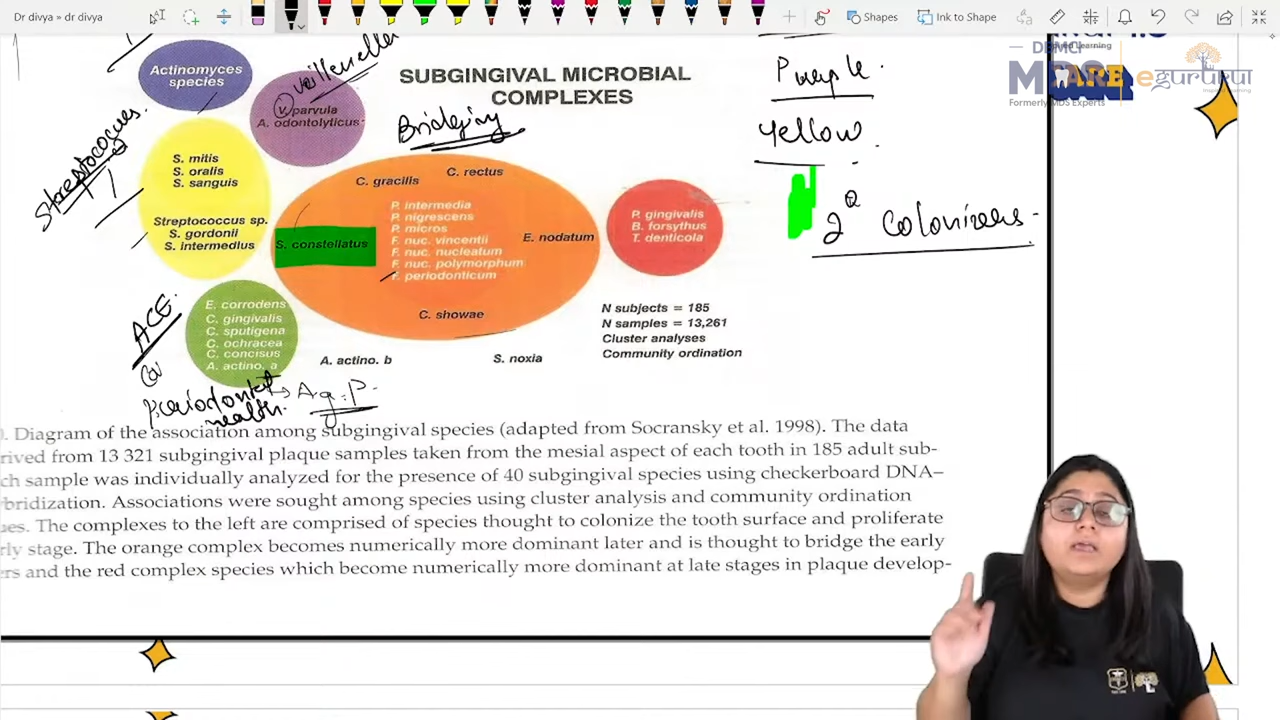 Dr divya » dr divya
Shapes
Ink to Shape
Actinomyces
species
Veillenella
V. parvula
A. odontolyticus
SUBGINGIVAL MICROBIAL
COMPLEXES
Bridging
Streptococcus.
S. mitis
S. oralis
S. sanguis
Streptococcus sp.
S. gordonii
S. intermedius
C. gracilis
C. rectus
P. intermedia
P. nigrescens
P. micros
F. nuc. vincentii
F. nuc. nucleatum
F. nuc. polymorphum
F. periodonticum
S. constellatus
E. nodatum
C. showae
P. gingivalis
B. forsythus
T. denticola
ACE.
E. corrodens
C. gingivalis
C. sputigena
C. ochracea
C. concisus
A. actino. a
A. actino. b
S. noxia
N subjects = 185
N samples = 13,261
Cluster analyses
Community ordination
health.
Ag.P.
Purple.
Yellow.
2° Colonizers.
Formerly MDS Experts
MDS
egurukul
. Diagram of the association among subgingival species (adapted from Socransky et al. 1998). The data
rived from 13 321 subgingival plaque samples taken from the mesial aspect of each tooth in 185 adult sub-
ch sample was individually analyzed for the presence of 40 subgingival species using checkerboard DNA–
bridization. Associations were sought among species using cluster analysis and community ordination
ues. The complexes to the left are comprised of species thought to colonize the tooth surface and proliferate
rly stage. The orange complex becomes numerically more dominant later and is thought to bridge the early
ers and the red complex species which become numerically more dominant at late stages in plaque develop-